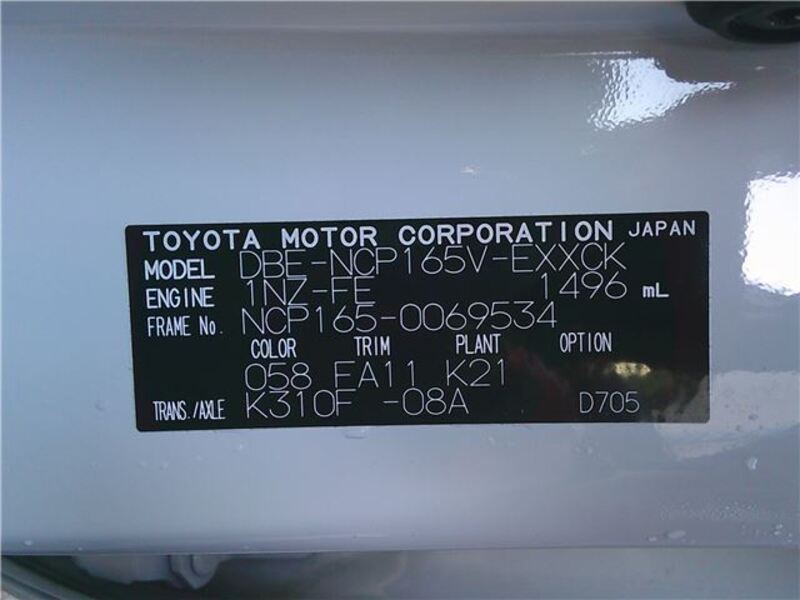 TOYOTA MOTOR CORPORATION JAPAN
MODEL DBE-NCP165V-EXXCK
ENGINE 1NZ-FE 1496 mL
FRAME No. NCP165-0069534
COLOR TRIM PLANT OPTION
058 FA11 K21
TRANS./AXLE K310F -08A D705